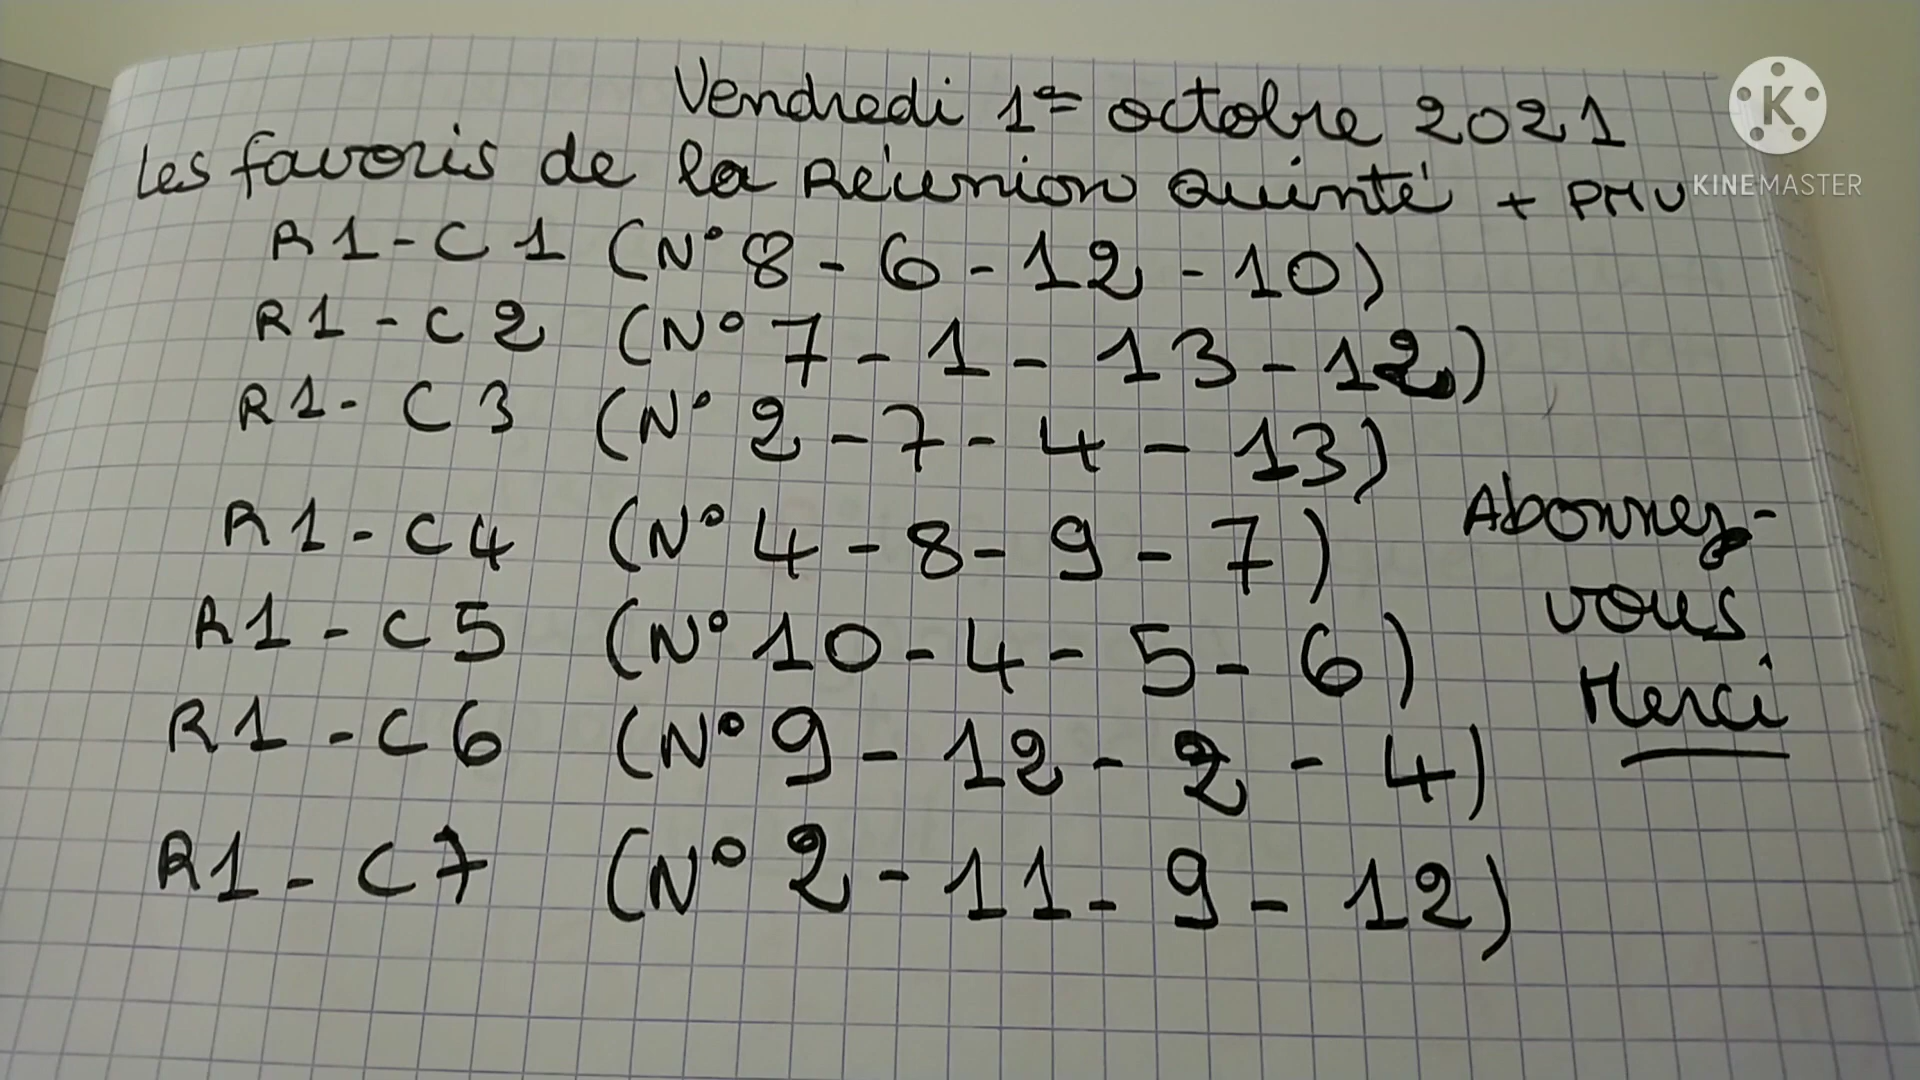 Vendredi 1er octobre 2021
Les favoris de la Réunion Quinté + PMU
R1-C1 (N° 8 - 6 - 12 - 10)
R1-C2 (N° 7 - 1 - 13 - 12)
R1-C3 (N° 2 - 7 - 4 - 13)
R1-C4 (N° 4 - 8 - 9 - 7)
R1-C5 (N° 10 - 4 - 5 - 6)
R1-C6 (N° 9 - 12 - 2 - 4)
R1-C7 (N° 2 - 11 - 9 - 12)
Abonnez-
vous
Merci
K
KINEMASTER